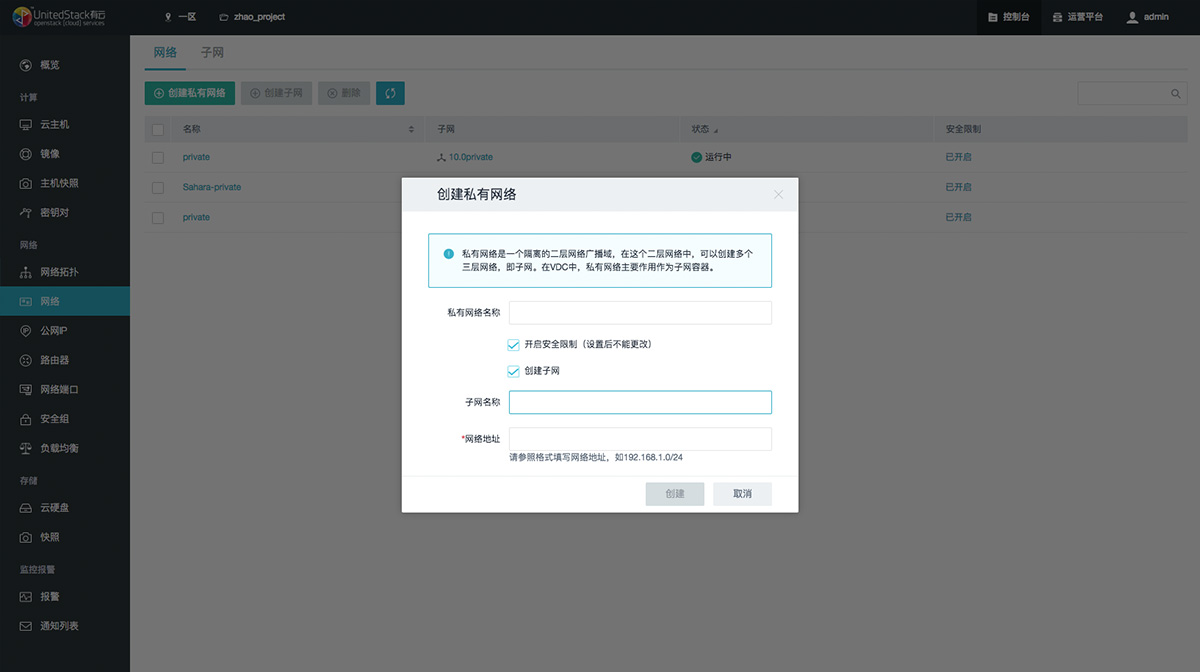 UnitedStack有云
openstack [cloud] services
一区
zhao_project
控制台
运营平台
admin
概览
计算
云主机
镜像
主机快照
密钥对
网络
网络拓扑
网络
公网IP
路由器
网络端口
安全组
负载均衡
存储
云硬盘
快照
监控报警
报警
通知列表
网络 子网
创建私有网络 创建子网 删除
名称 子网 状态 安全限制
private 10.0private 运行中 已开启
Sahara-private 已开启
private 已开启
创建私有网络
私有网络是一个隔离的二层网络广播域，在这个二层网络中，可以创建多个
三层网络，即子网。在VDC中，私有网络主要作用作为子网容器。
私有网络名称
开启安全限制（设置后不能更改）
创建子网
子网名称
*网络地址
请参照格式填写网络地址，如192.168.1.0/24
创建 取消